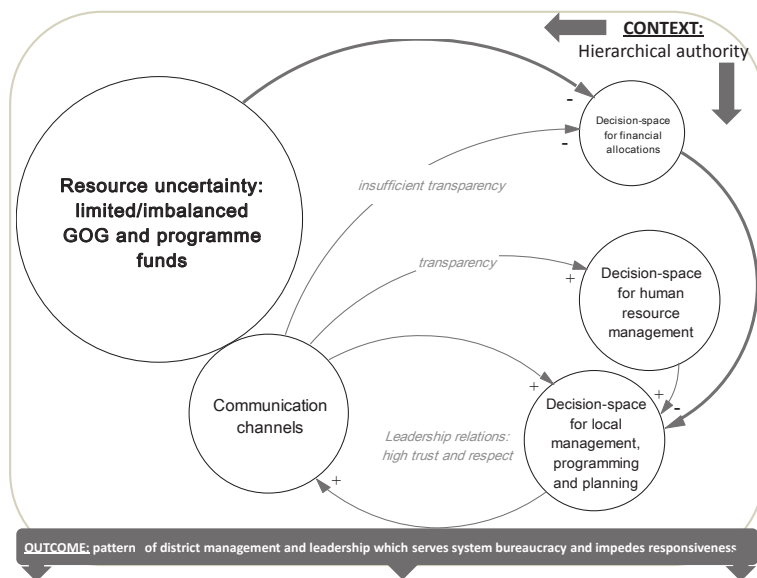 CONTEXT:
Hierarchical authority
-
Decision-space
for financial
allocations
-
insufficient transparency
Resource uncertainty:
limited/imbalanced
GOG and programme
funds
transparency
+
Decision-space
for human
resource
management
Communication
channels
+
+
-
Decision-space
for local
management,
programming
and planning
Leadership relations:
high trust and respect
+
OUTCOME: pattern of district management and leadership which serves system bureaucracy and impedes responsiveness